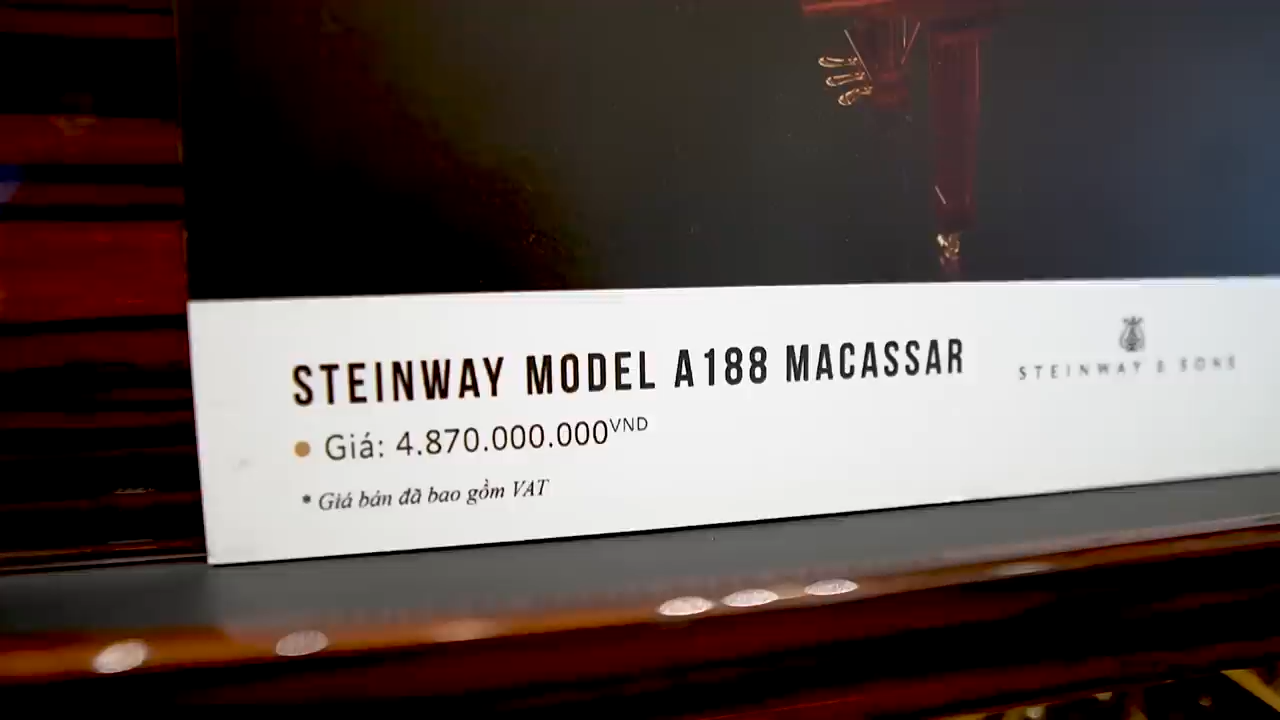 STEINWAY MODEL A188 MACASSAR
Giá: 4.870.000.000VND
* Giá bán đã bao gồm VAT
STEINWAY & SONS